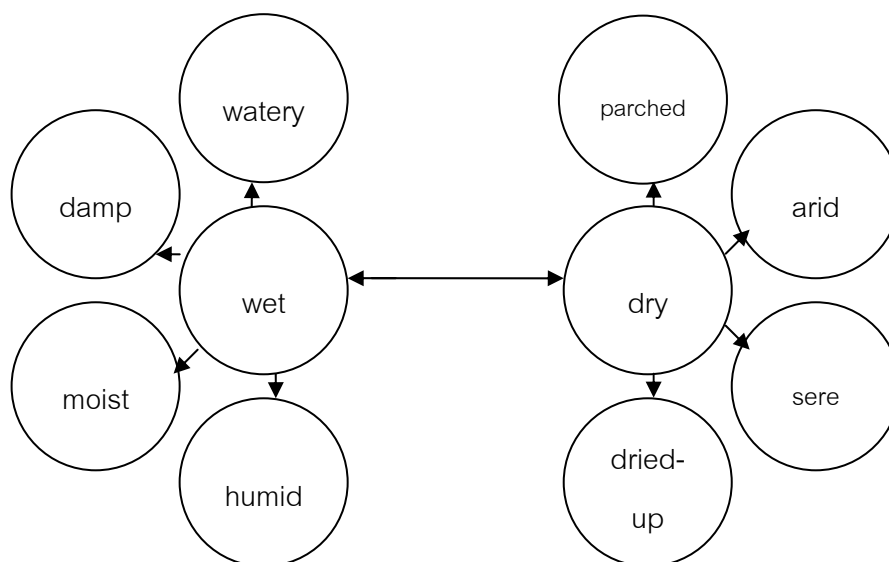 watery
parched
damp
arid
wet
dry
moist
sere
humid
dried-
up